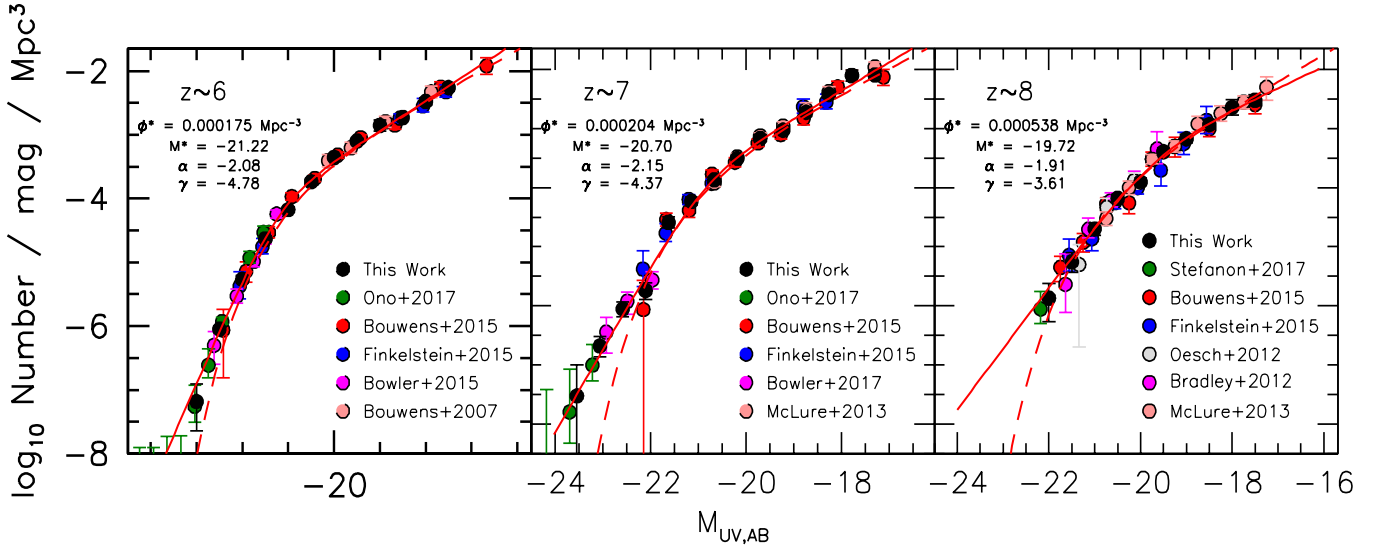 log₁₀ Number / mag / Mpc³
−2
−4
−6
−8
z~6
ϕ* = 0.000175 Mpc⁻³
M* = −21.22
α = −2.08
γ = −4.78
This Work
Ono+2017
Bouwens+2015
Finkelstein+2015
Bowler+2015
Bouwens+2007
−20
z~7
ϕ* = 0.000204 Mpc⁻³
M* = −20.70
α = −2.15
γ = −4.37
This Work
Ono+2017
Bouwens+2015
Finkelstein+2015
Bowler+2017
McLure+2013
−24 −22 −20 −18
z~8
ϕ* = 0.000538 Mpc⁻³
M* = −19.72
α = −1.91
γ = −3.61
This Work
Stefanon+2017
Bouwens+2015
Finkelstein+2015
Oesch+2012
Bradley+2012
McLure+2013
−24 −22 −20 −18 −16
M_UV,AB